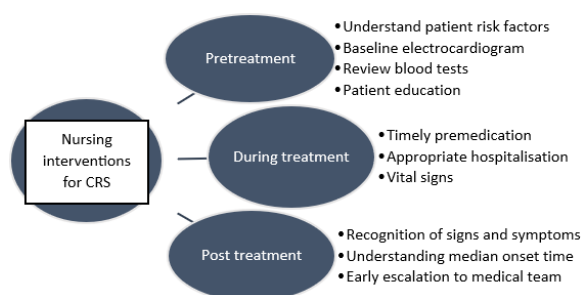 Nursing
interventions
for CRS
Pretreatment
•Understand patient risk factors
•Baseline electrocardiogram
•Review blood tests
•Patient education
During treatment
•Timely premedication
•Appropriate hospitalisation
•Vital signs
Post treatment
•Recognition of signs and symptoms
•Understanding median onset time
•Early escalation to medical team